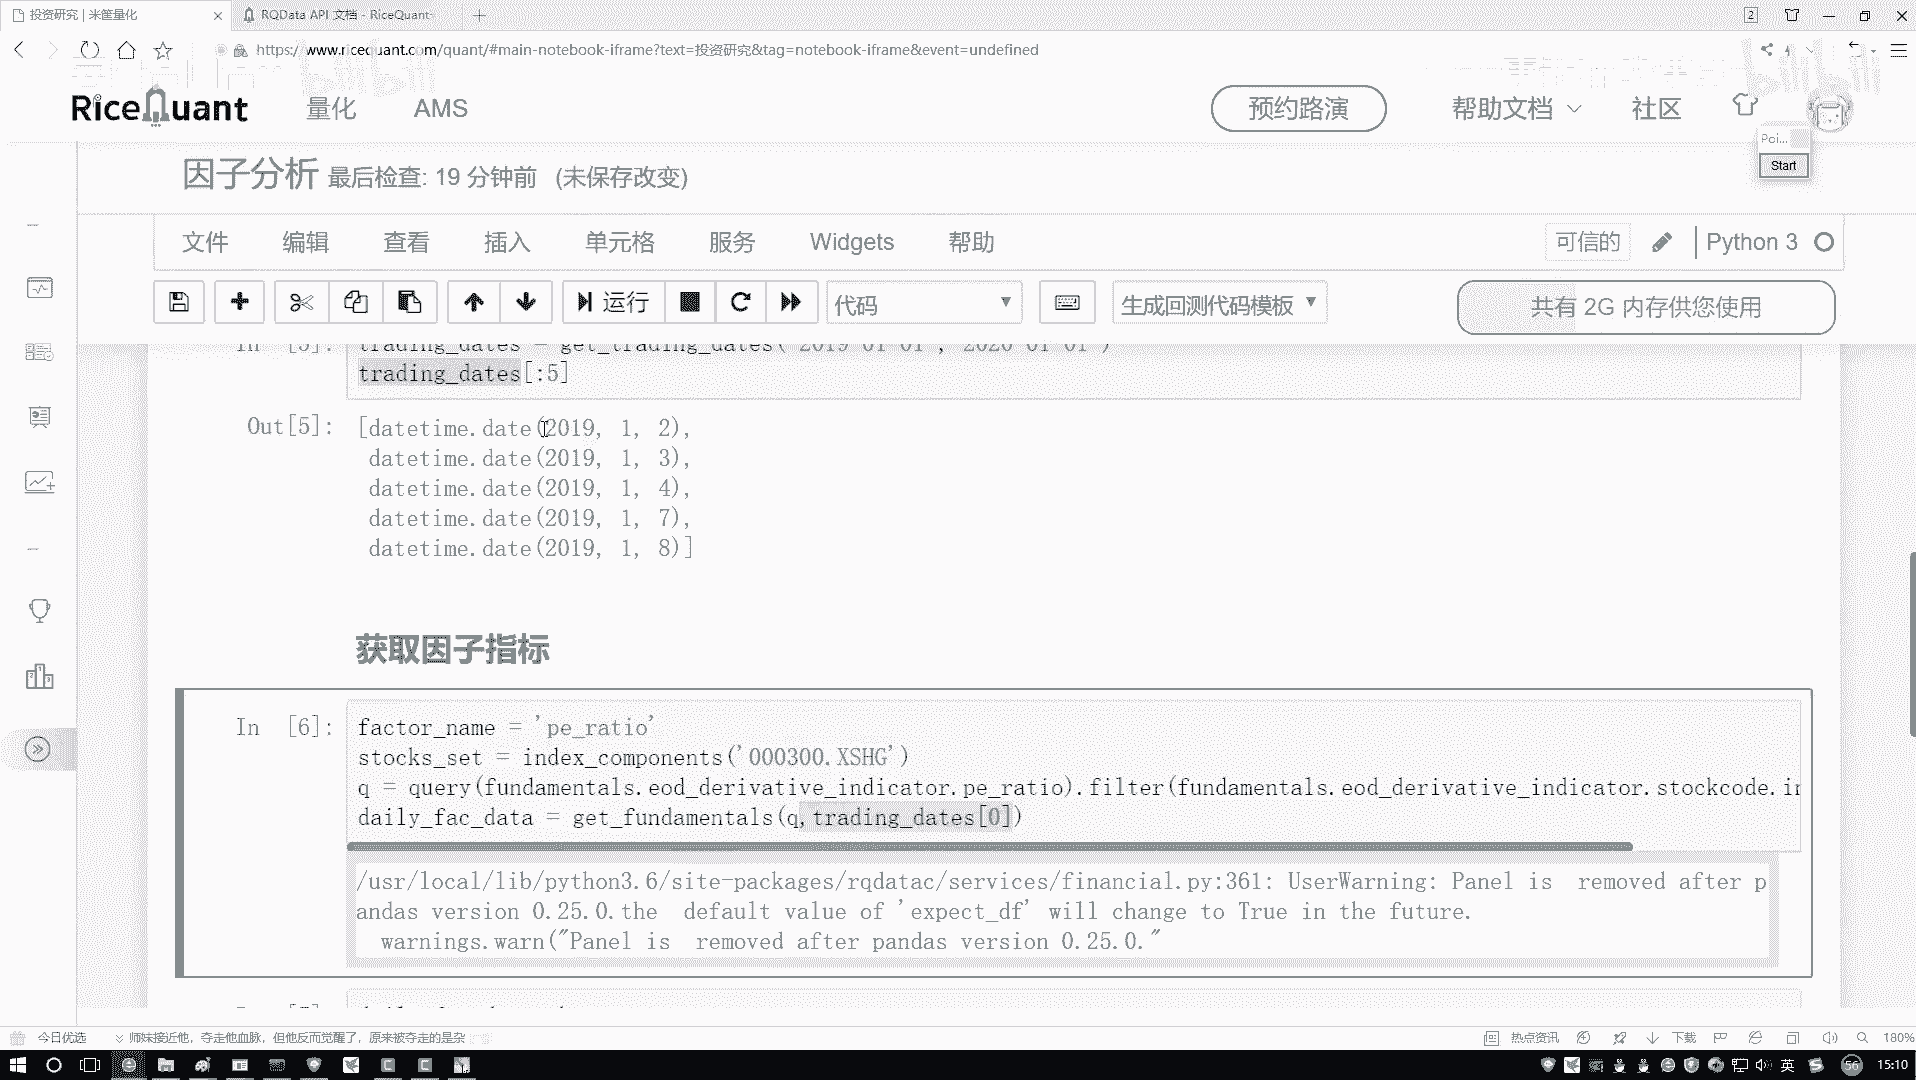 投资研究 | 米筐量化
RQData API 文档 - RiceQuant
2
https://www.ricequant.com/quant/#main-notebook-iframe?text=投资研究&tag=notebook-iframe&event=undefined
bilibili
bilibili
RiceQuant 量化 AMS 预约路演 帮助文档 社区
Poi...
Start
因子分析 最后检查: 19 分钟前 (未保存改变)
文件 编辑 查看 插入 单元格 服务 Widgets 帮助 可信的 Python 3
运行 代码 生成回测代码模板 共有 2G 内存供您使用
In [5]: trading_dates = get_trading_dates('2019-01-01', '2020-01-01')
trading_dates[:5]
Out[5]: [datetime.date(2019, 1, 2),
datetime.date(2019, 1, 3),
datetime.date(2019, 1, 4),
datetime.date(2019, 1, 7),
datetime.date(2019, 1, 8)]
获取因子指标
In [6]: factor_name = 'pe_ratio'
stocks_set = index_components('000300.XSHG')
q = query(fundamentals.eod_derivative_indicator.pe_ratio).filter(fundamentals.eod_derivative_indicator.stockcode.in
daily_fac_data = get_fundamentals(q,trading_dates[0])
/usr/local/lib/python3.6/site-packages/rqdatac/services/financial.py:361: UserWarning: Panel is  removed after p
andas version 0.25.0.the  default value of 'expect_df' will change to True in the future.
warnings.warn("Panel is  removed after pandas version 0.25.0."
今日优选 师妹接近他，夺走他血脉，但他反而觉醒了，原来被夺走的是杂 热点资讯 下载 180%
英 56 15:10